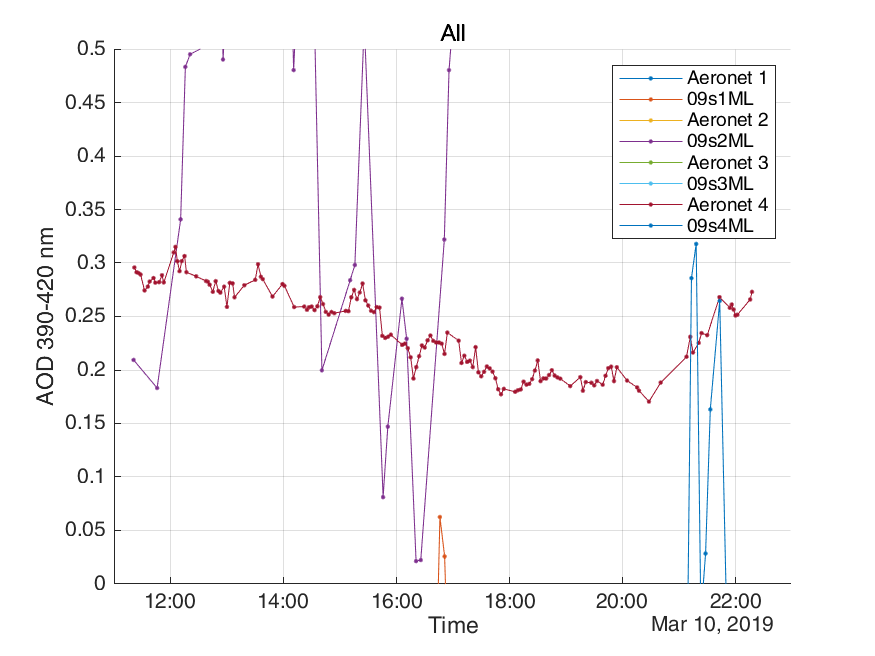 All
0.5
0.45
0.4
0.35
0.3
0.25
0.2
0.15
0.1
0.05
0
AOD 390-420 nm
Aeronet 1
09s1ML
Aeronet 2
09s2ML
Aeronet 3
09s3ML
Aeronet 4
09s4ML
12:00 14:00 16:00 18:00 20:00 22:00
Time
Mar 10, 2019